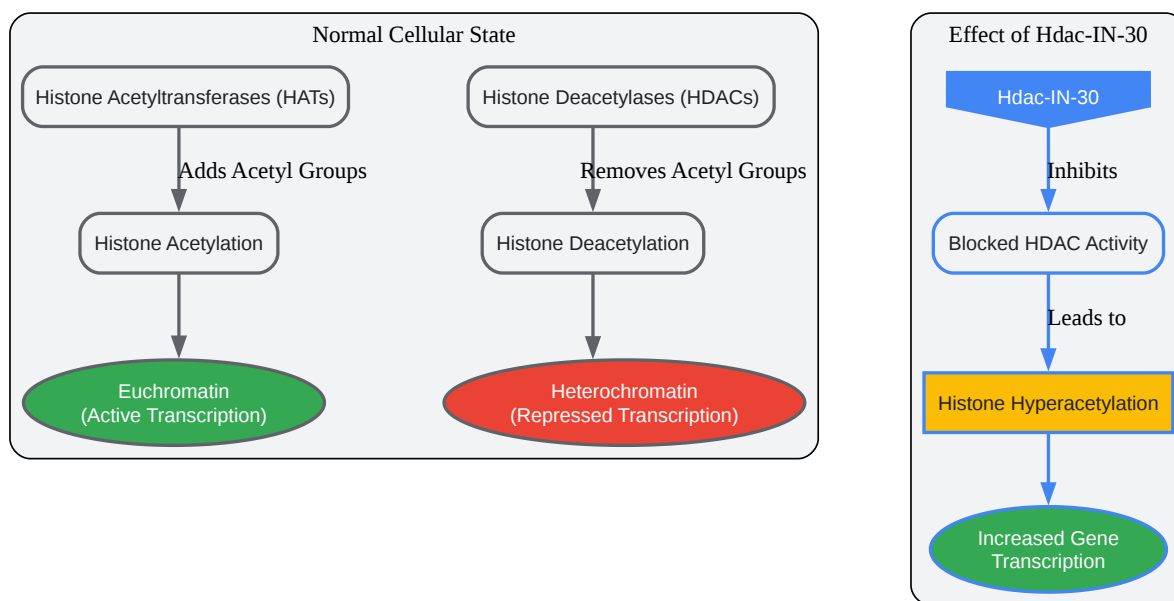 Normal Cellular State
Histone Acetyltransferases (HATs)
Histone Deacetylases (HDACs)
Adds Acetyl Groups
Removes Acetyl Groups
Histone Acetylation
Histone Deacetylation
Euchromatin
(Active Transcription)
Heterochromatin
(Repressed Transcription)
Effect of Hdac-IN-30
Hdac-IN-30
Inhibits
Blocked HDAC Activity
Leads to
Histone Hyperacetylation
Increased Gene
Transcription